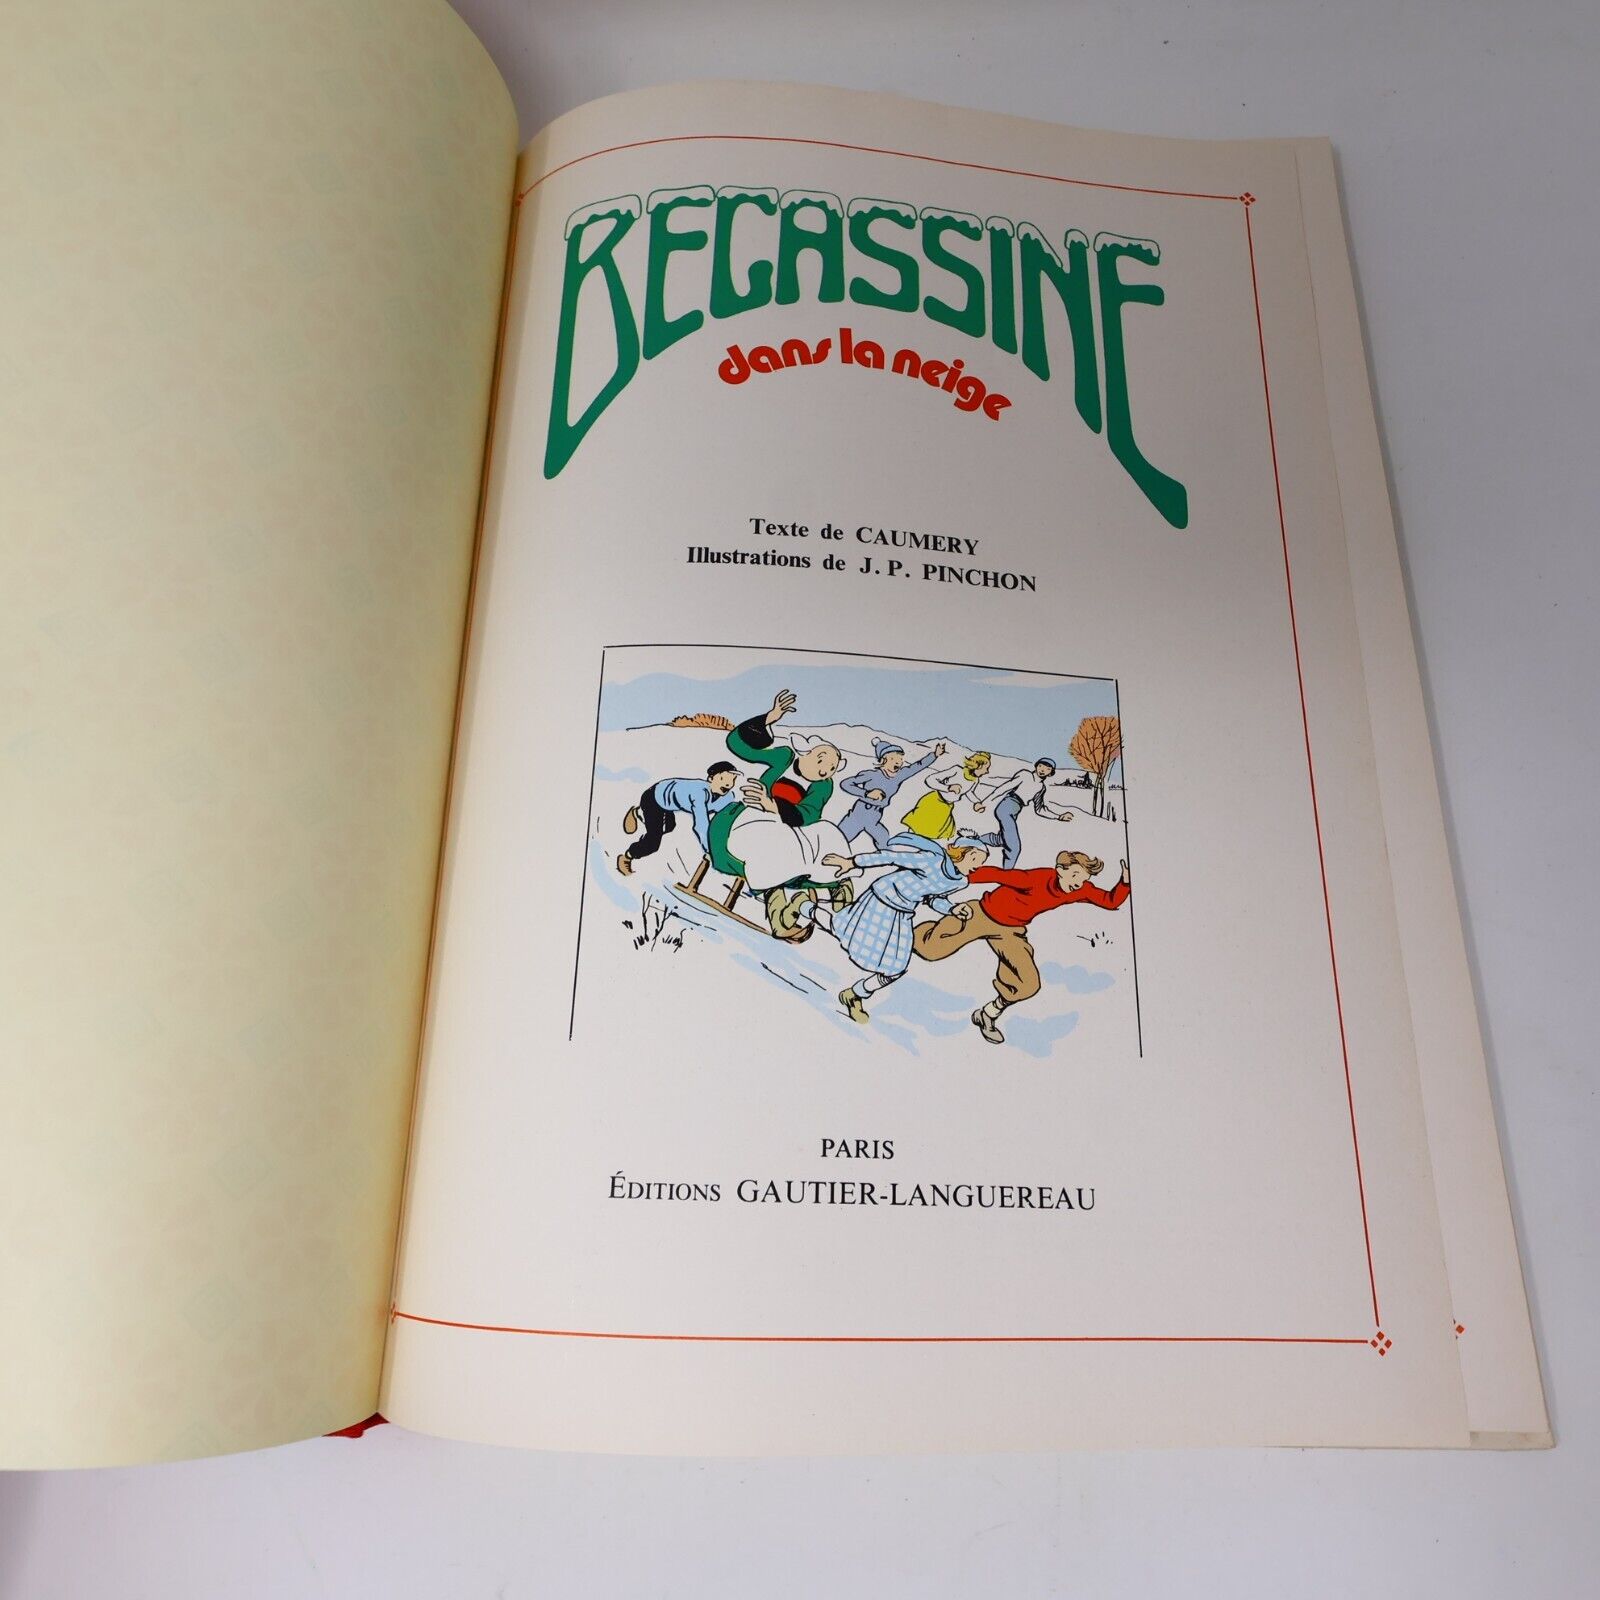 BECASSINE
dans la neige
Texte de CAUMERY
Illustrations de J. P. PINCHON
PARIS
ÉDITIONS GAUTIER-LANGUEREAU